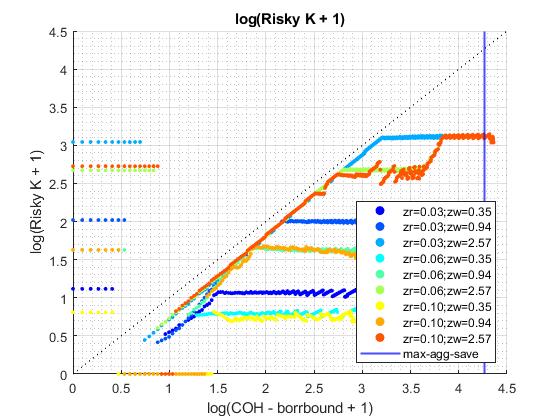 log(Risky K + 1)
4.5
4
3.5
3
2.5
2
1.5
1
0.5
0
log(Risky K + 1)
zr=0.03;zw=0.35
zr=0.03;zw=0.94
zr=0.03;zw=2.57
zr=0.06;zw=0.35
zr=0.06;zw=0.94
zr=0.06;zw=2.57
zr=0.10;zw=0.35
zr=0.10;zw=0.94
zr=0.10;zw=2.57
max-agg-save
0 0.5 1 1.5 2 2.5 3 3.5 4 4.5
log(COH - borrbound + 1)